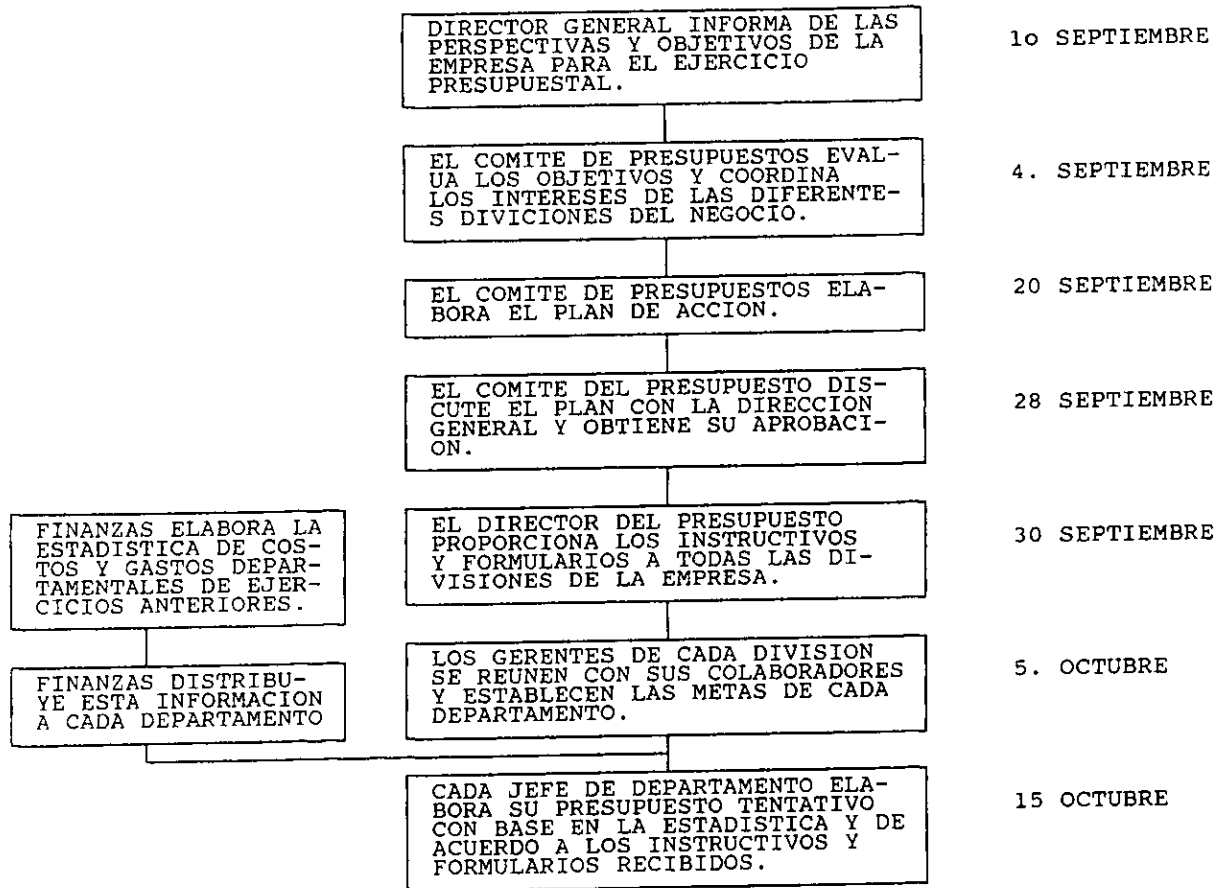 DIRECTOR GENERAL INFORMA DE LAS
PERSPECTIVAS Y OBJETIVOS DE LA
EMPRESA PARA EL EJERCICIO
PRESUPUESTAL.
1o SEPTIEMBRE
EL COMITE DE PRESUPUESTOS EVAL-
UA LOS OBJETIVOS Y COORDINA
LOS INTERESES DE LAS DIFERENTE-
S DIVICIONES DEL NEGOCIO.
4. SEPTIEMBRE
EL COMITE DE PRESUPUESTOS ELA-
BORA EL PLAN DE ACCION.
20 SEPTIEMBRE
EL COMITE DEL PRESUPUESTO DIS-
CUTE EL PLAN CON LA DIRECCION
GENERAL Y OBTIENE SU APROBACI-
ON.
28 SEPTIEMBRE
FINANZAS ELABORA LA
ESTADISTICA DE COS-
TOS Y GASTOS DEPAR-
TAMENTALES DE EJER-
CICIOS ANTERIORES.
EL DIRECTOR DEL PRESUPUESTO
PROPORCIONA LOS INSTRUCTIVOS
Y FORMULARIOS A TODAS LAS DI-
VISIONES DE LA EMPRESA.
30 SEPTIEMBRE
FINANZAS DISTRIBU-
YE ESTA INFORMACION
A CADA DEPARTAMENTO
LOS GERENTES DE CADA DIVISION
SE REUNEN CON SUS COLABORADORES
Y ESTABLECEN LAS METAS DE CADA
DEPARTAMENTO.
5. OCTUBRE
CADA JEFE DE DEPARTAMENTO ELA-
BORA SU PRESUPUESTO TENTATIVO
CON BASE EN LA ESTADISTICA Y DE
ACUERDO A LOS INSTRUCTIVOS Y
FORMULARIOS RECIBIDOS.
15 OCTUBRE